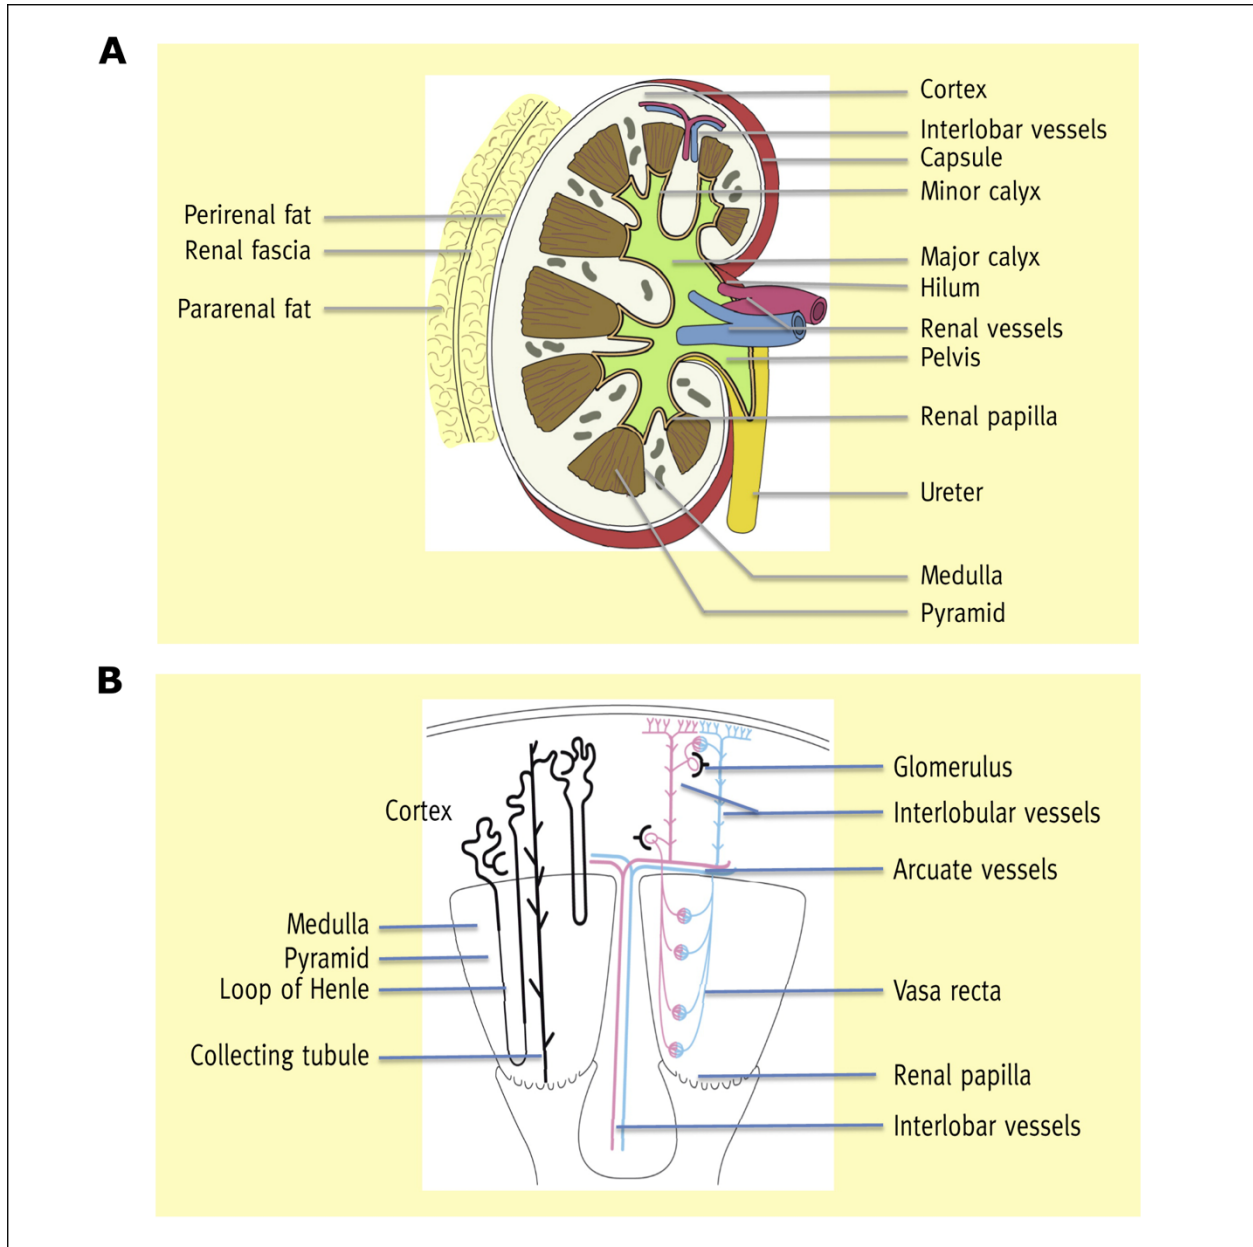 A
Cortex
Interlobar vessels
Capsule
Minor calyx
Perirenal fat
Renal fascia
Pararenal fat
Major calyx
Hilum
Renal vessels
Pelvis
Renal papilla
Ureter
Medulla
Pyramid
B
Cortex
Medulla
Pyramid
Loop of Henle
Collecting tubule
Glomerulus
Interlobular vessels
Arcuate vessels
Vasa recta
Renal papilla
Interlobar vessels